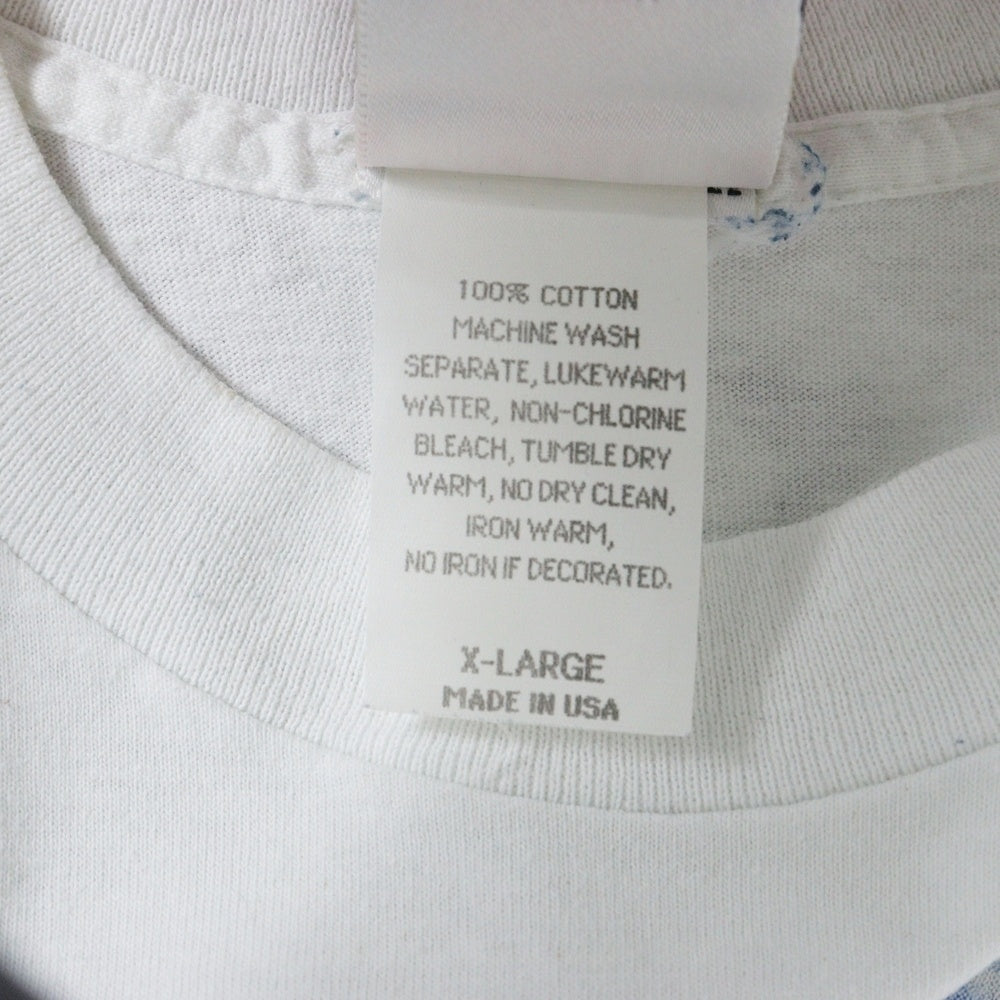 100% COTTON
MACHINE WASH
SEPARATE, LUKEWARM
WATER, NON-CHLORINE
BLEACH, TUMBLE DRY
WARM, NO DRY CLEAN,
IRON WARM,
NO IRON IF DECORATED.
X-LARGE
MADE IN USA